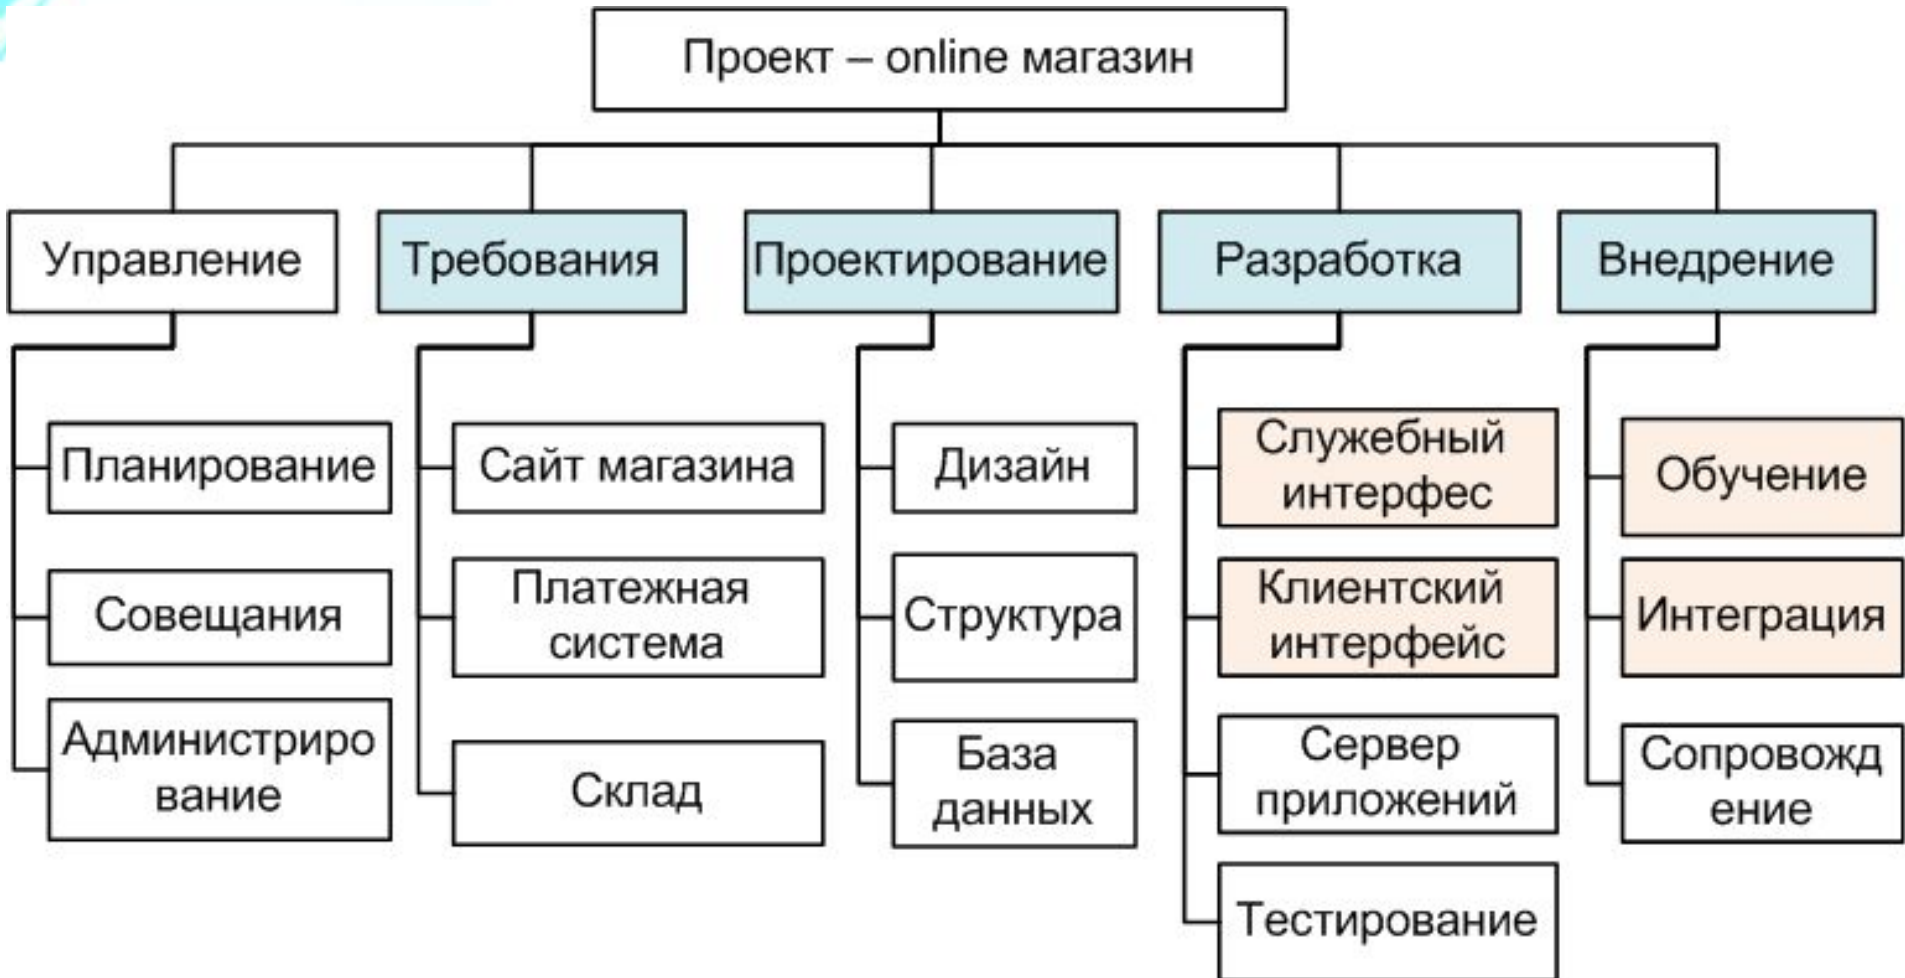 Проект – online магазин
Управление
Требования
Проектирование
Разработка
Внедрение
Планирование
Совещания
Администриро
вание
Сайт магазина
Платежная
система
Склад
Дизайн
Структура
База
данных
Служебный
интерфес
Клиентский
интерфейс
Сервер
приложений
Тестирование
Обучение
Интеграция
Сопровожд
ение